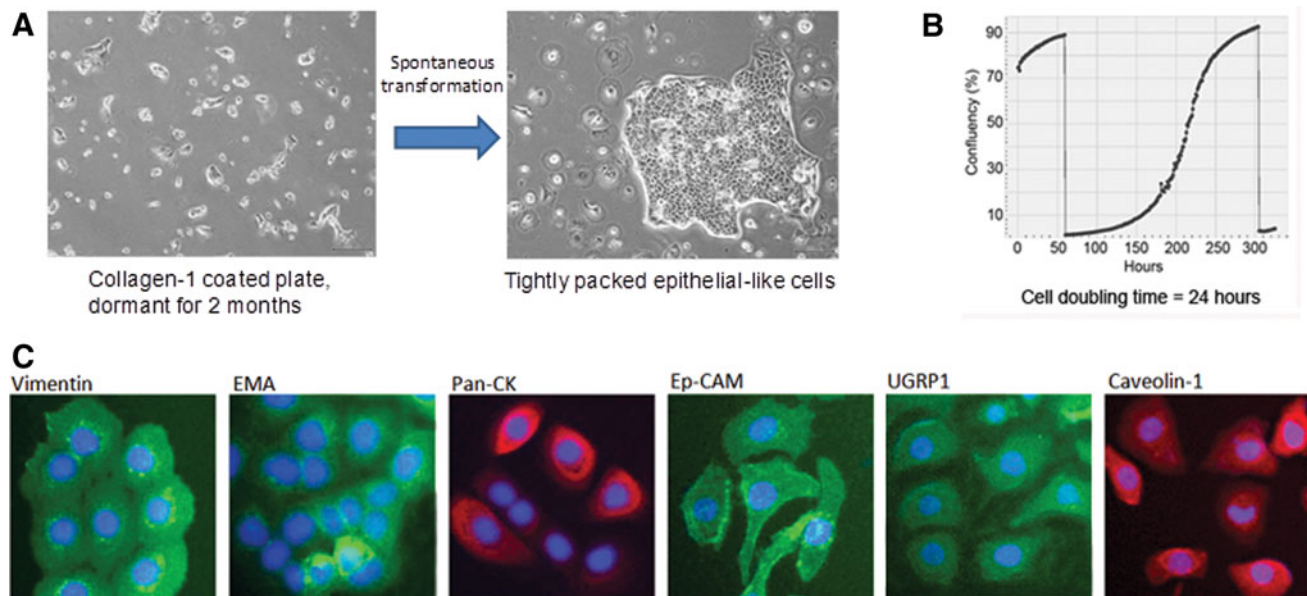 A
Spontaneous
transformation
Collagen-1 coated plate,
dormant for 2 months
Tightly packed epithelial-like cells
B
Confluency (%)
90
70
50
30
10
0 50 100 150 200 250 300
Hours
Cell doubling time = 24 hours
C
Vimentin EMA Pan-CK Ep-CAM UGRP1 Caveolin-1